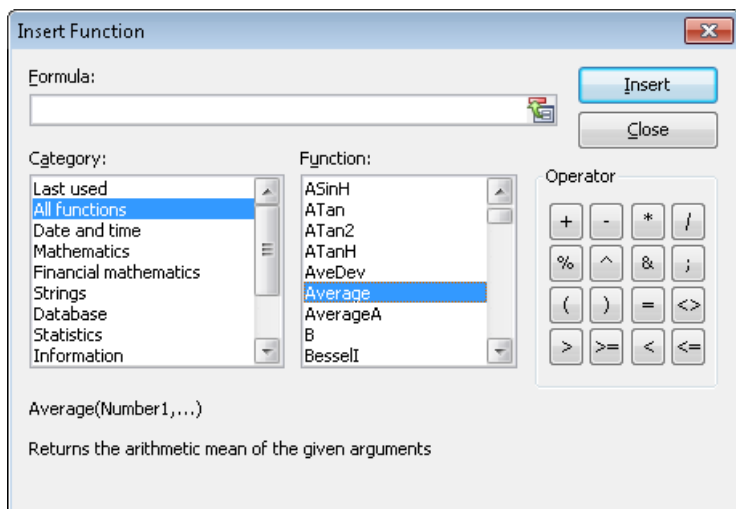 Insert Function
Formula:
Insert
Close
Category:
Last used
All functions
Date and time
Mathematics
Financial mathematics
Strings
Database
Statistics
Information
Function:
ASinH
ATan
ATan2
ATanH
AveDev
Average
AverageA
B
BesselI
Operator
+ - * /
% ^ & ;
( ) = <>
> >= < <=
Average(Number1,...)
Returns the arithmetic mean of the given arguments